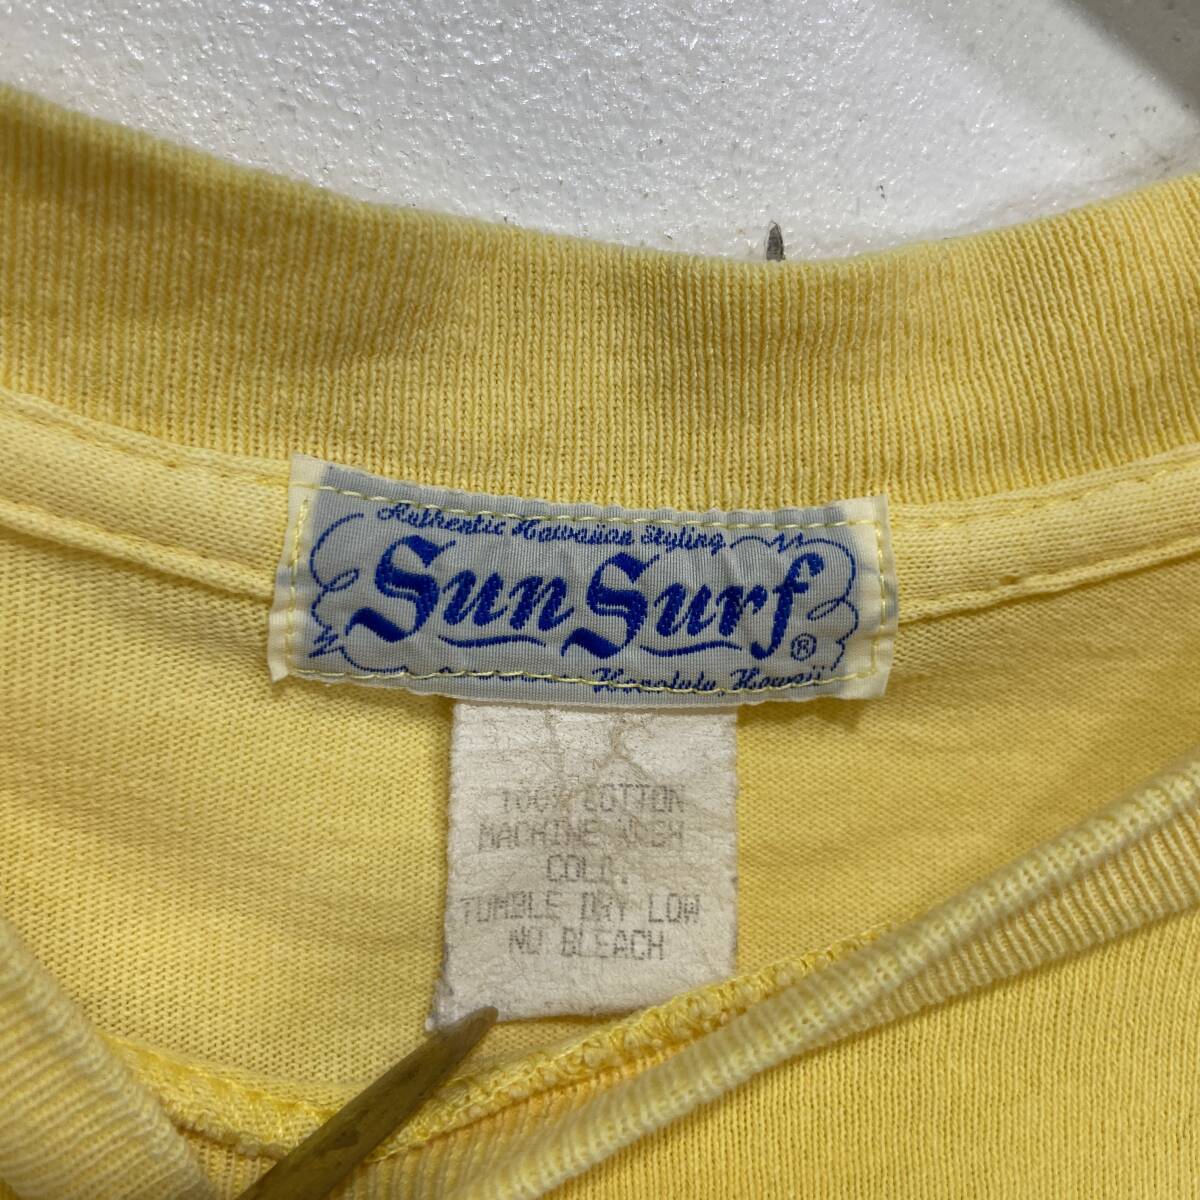 Authentic Hawaiian Styling
Sun Surf ®
Honolulu, Hawaii
100% COTTON
MACHINE WASH
COLD,
TUMBLE DRY LOW
NO BLEACH